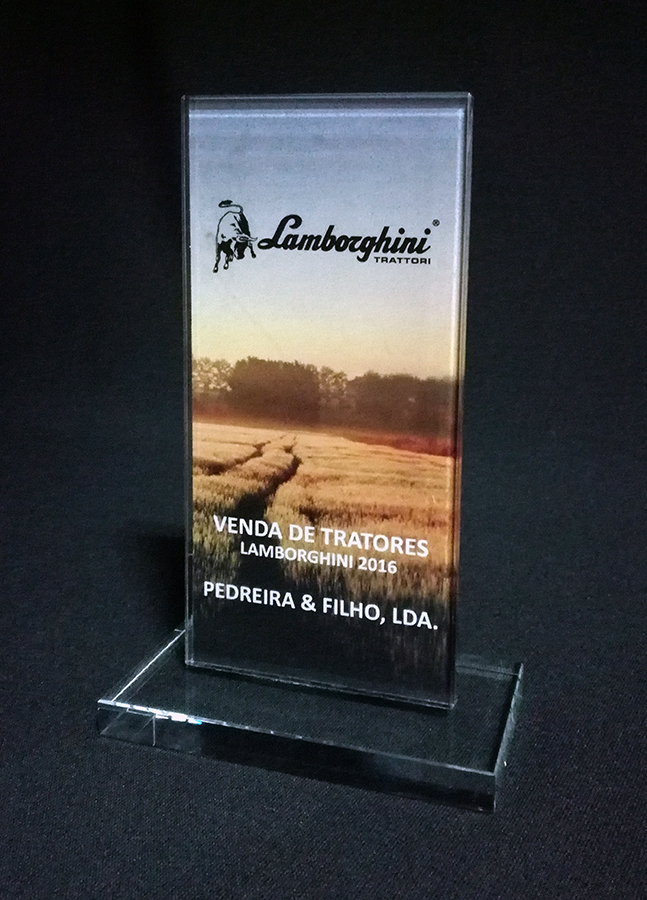 Lamborghini®
TRATTORI
VENDA DE TRATORES
LAMBORGHINI 2016
PEDREIRA & FILHO, LDA.